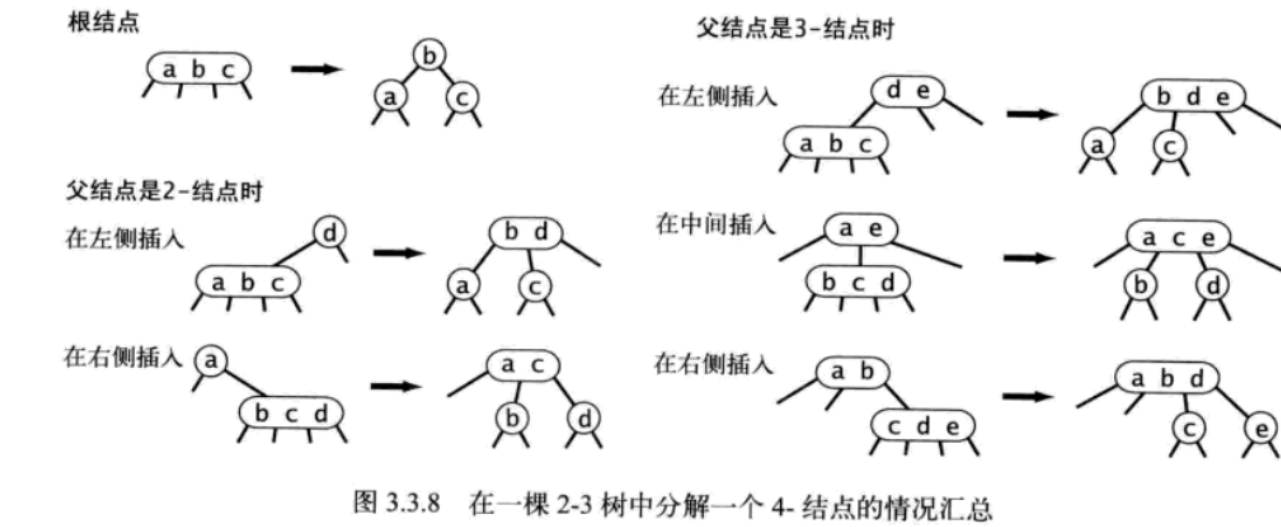 根结点
a b c
b
a
c
父结点是2-结点时
在左侧插入
d
a b c
b d
a
c
在右侧插入
a
b c d
a c
b
d
父结点是3-结点时
在左侧插入
d e
a b c
b d e
a
c
在中间插入
a e
b c d
a c e
b
d
在右侧插入
a b
c d e
a b d
c
e
图 3.3.8 在一棵 2-3 树中分解一个 4- 结点的情况汇总